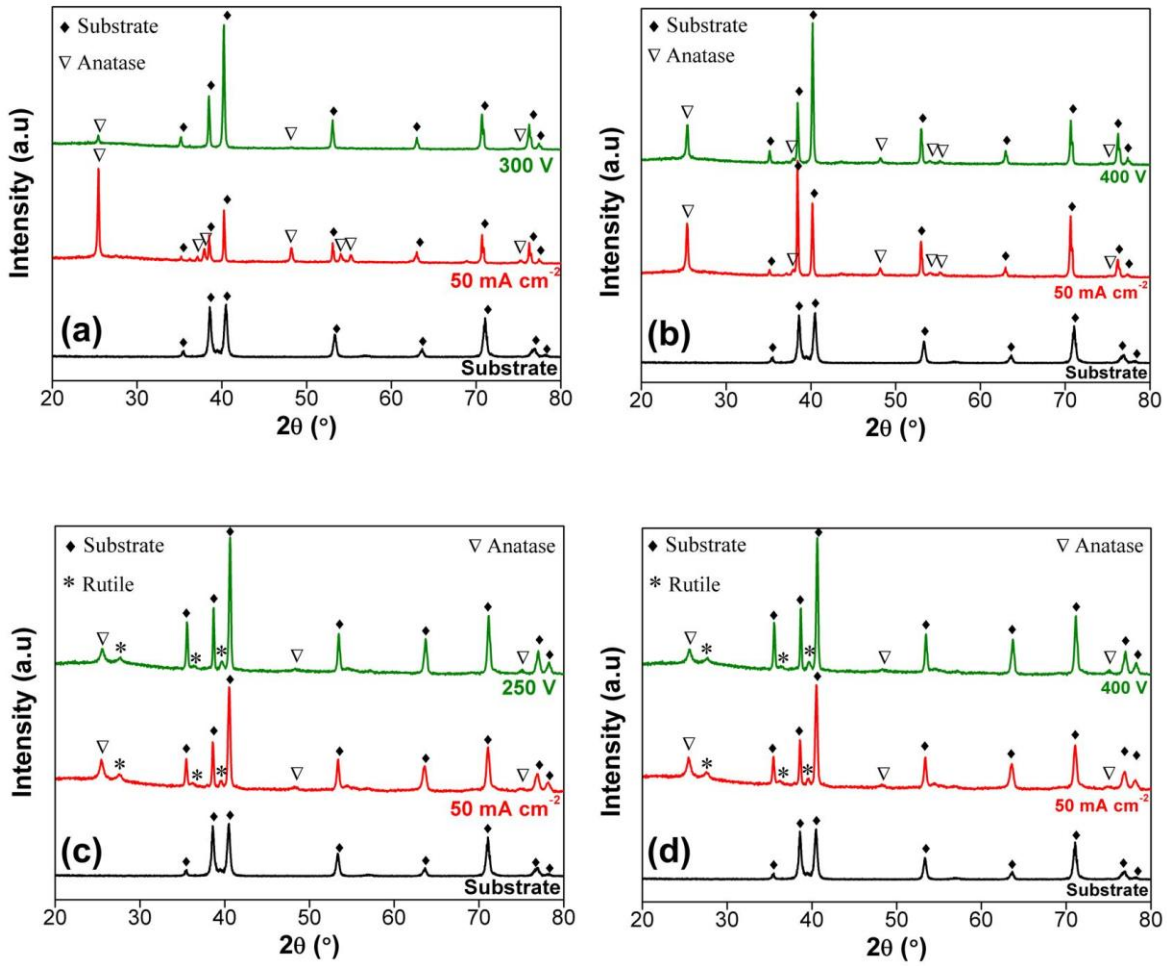 ♦ Substrate
▽ Anatase
300 V
50 mA cm⁻²
Substrate
(a)
Intensity (a.u)
20 30 40 50 60 70 80
2θ (°)
♦ Substrate
▽ Anatase
400 V
50 mA cm⁻²
Substrate
(b)
Intensity (a.u)
20 30 40 50 60 70 80
2θ (°)
♦ Substrate
▽ Anatase
* Rutile
250 V
50 mA cm⁻²
Substrate
(c)
Intensity (a.u)
20 30 40 50 60 70 80
2θ (°)
♦ Substrate
▽ Anatase
* Rutile
400 V
50 mA cm⁻²
Substrate
(d)
Intensity (a.u)
20 30 40 50 60 70 80
2θ (°)